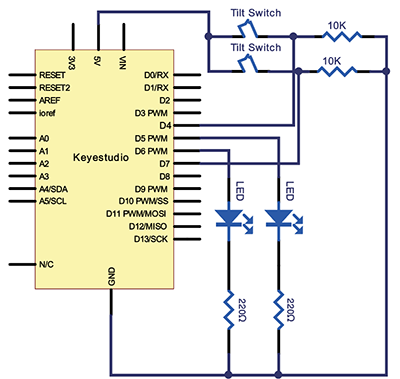 Tilt Switch
10K
Tilt Switch
10K
3V3
5V
VIN
RESET
RESET2
AREF
ioref
A0
A1
A2
A3
A4/SDA
A5/SCL
N/C
Keyestudio
D0/RX
D1/RX
D2
D3 PWM
D4
D5 PWM
D6 PWM
D7
D8
D9 PWM
D10 PWM/SS
D11 PWM/MOSI
D12/MISO
D13/SCK
GND
LED
LED
220Ω
220Ω